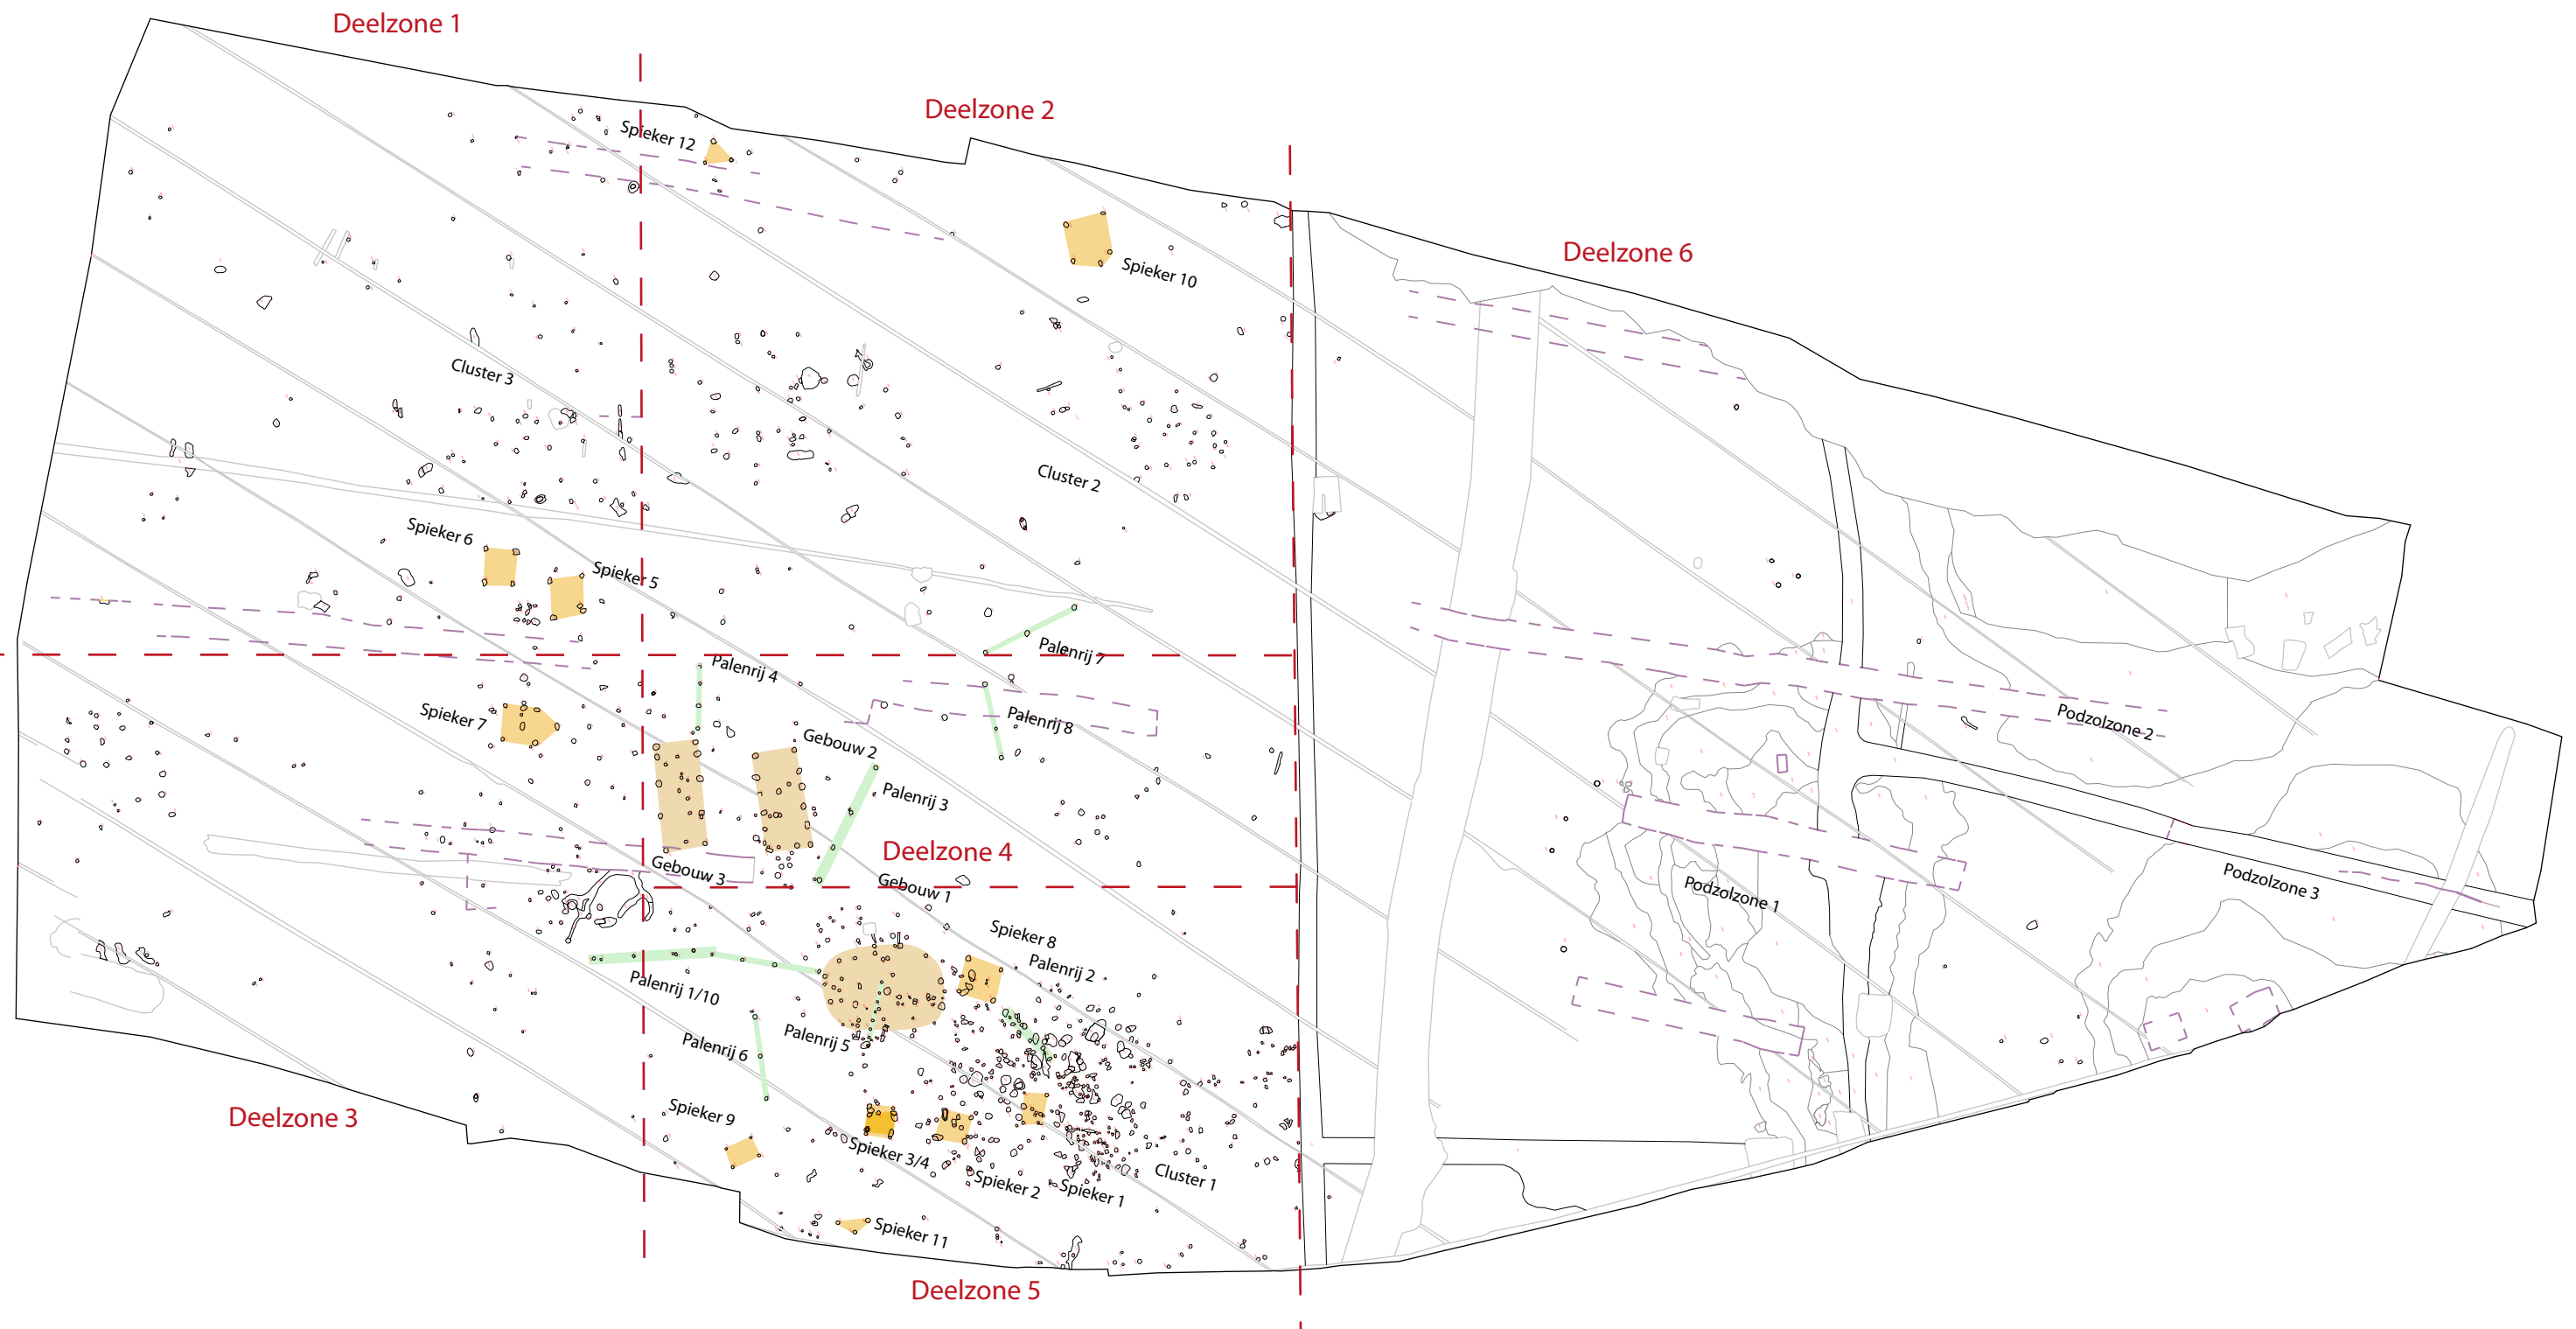 Deelzone 1
Deelzone 2
Spieker 12
Deelzone 6
Spieker 10
Cluster 3
Cluster 2
Spieker 6
Spieker 5
Palenrij 7
Palenrij 4
Spieker 7
Palenrij 8
Podzolzone 2
Gebouw 2
Palenrij 3
Deelzone 4
Gebouw 3
Gebouw 1
Podzolzone 1
Podzolzone 3
Spieker 8
Palenrij 2
Palenrij 1/10
Palenrij 5
Palenrij 6
Spieker 9
Deelzone 3
Spieker 3/4
Spieker 2
Spieker 1
Cluster 1
Spieker 11
Deelzone 5